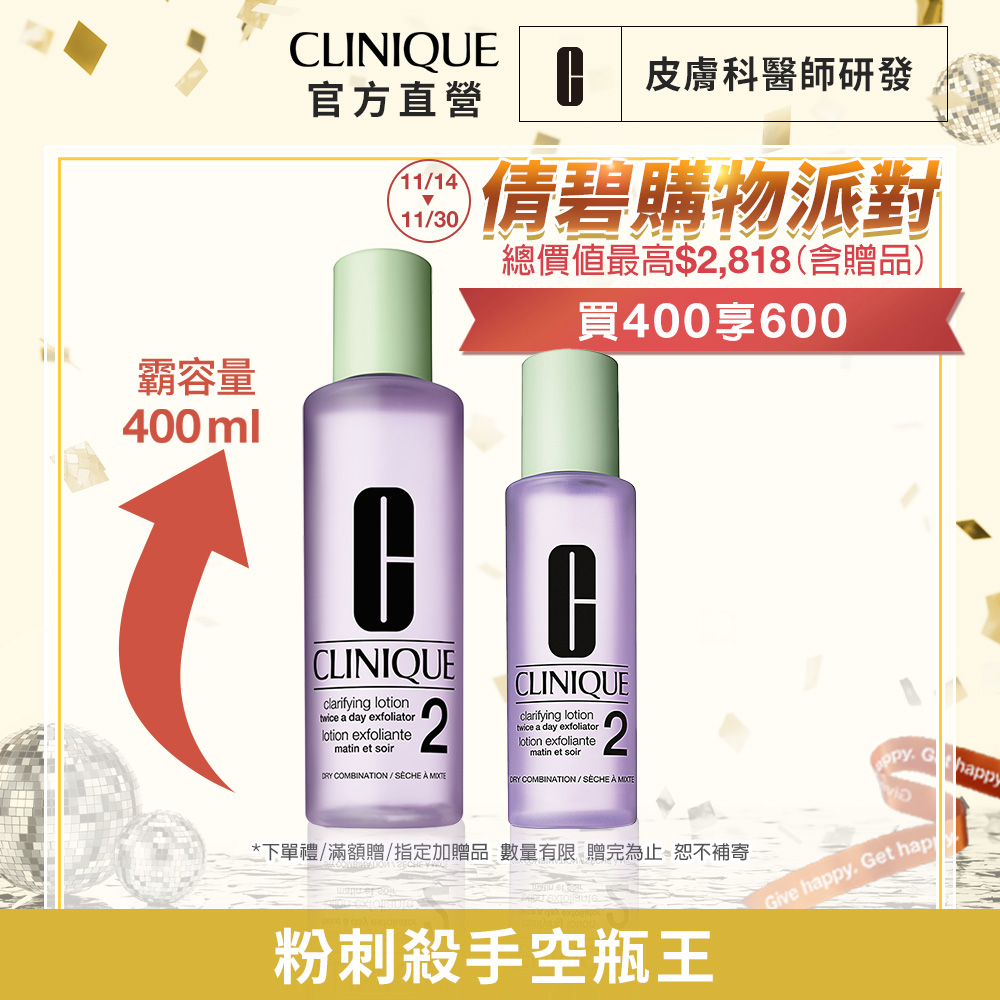 CLINIQUE
官方直營
皮膚科醫師研發
11/14
11/30
倩碧購物派對
總價值最高$2,818(含贈品)
買400享600
霸容量
400ml
CLINIQUE
clarifying lotion
twice a day exfoliator
lotion exfoliante
matin et soir
2
DRY COMBINATION / SÈCHE À MIXTE
CLINIQUE
clarifying lotion
twice a day exfoliator
lotion exfoliante
matin et soir
2
DRY COMBINATION / SÈCHE À MIXTE
appy. Get happy
Give happy. Get happ
*下單禮/滿額贈/指定加贈品 數量有限 贈完為止 恕不補寄
粉刺殺手空瓶王